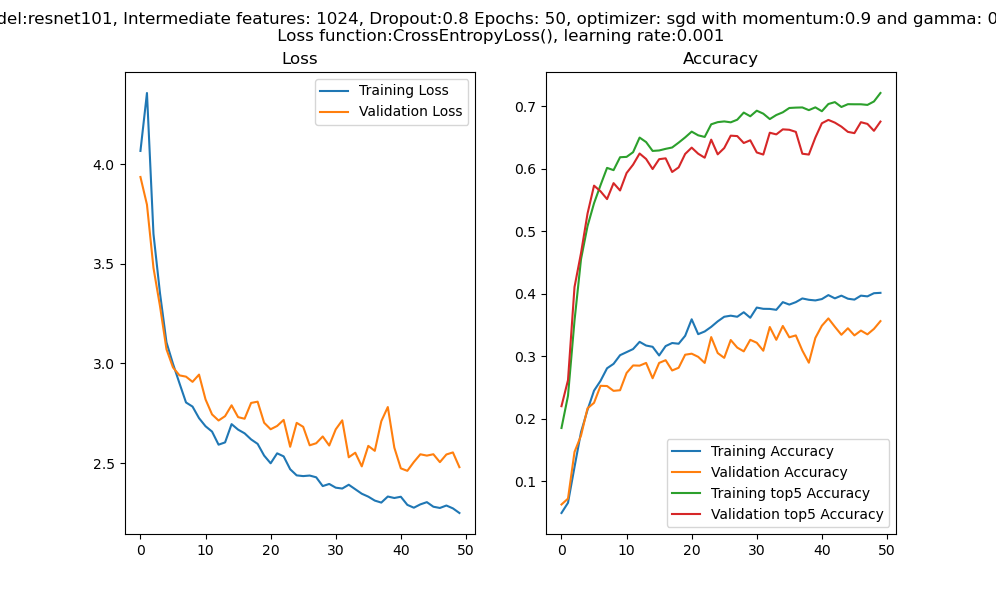 del:resnet101, Intermediate features: 1024, Dropout:0.8 Epochs: 50, optimizer: sgd with momentum:0.9 and gamma: 0
Loss function:CrossEntropyLoss(), learning rate:0.001
Loss
Accuracy
Training Loss
Validation Loss
4.0
3.5
3.0
2.5
0 10 20 30 40 50
0.7
0.6
0.5
0.4
0.3
0.2
0.1
Training Accuracy
Validation Accuracy
Training top5 Accuracy
Validation top5 Accuracy
0 10 20 30 40 50